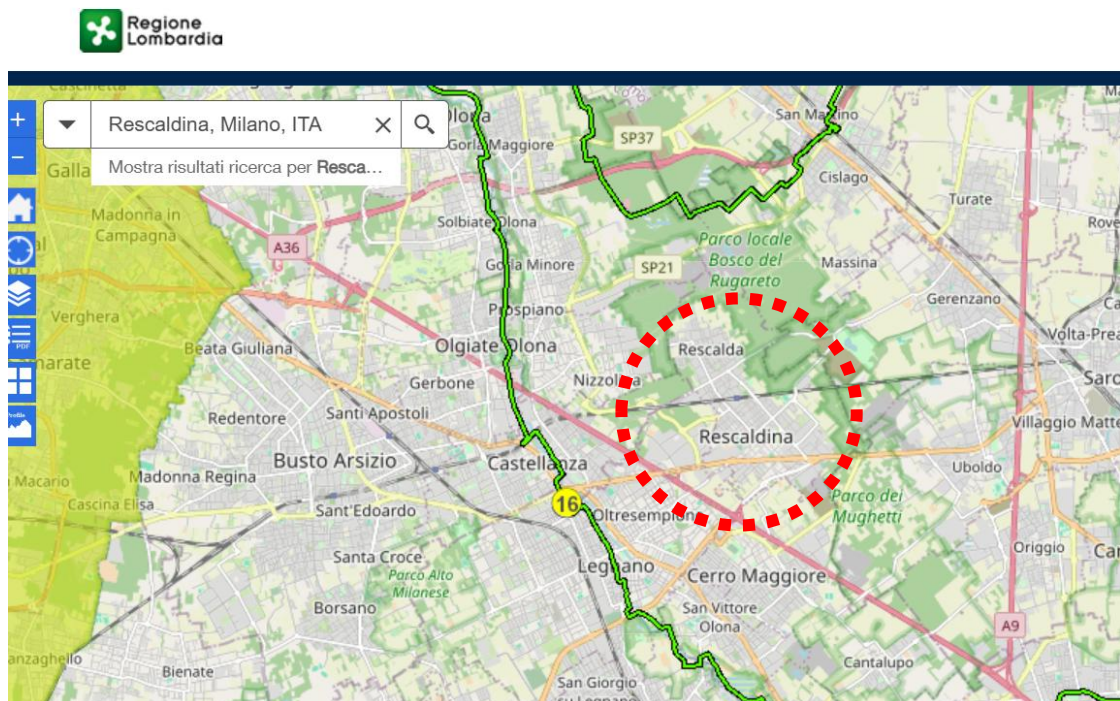 Regione
Lombardia
Rescaldina, Milano, ITA
Mostra risultati ricerca per Resca...
Gorla Maggiore
SP37
Cislago
Turate
Madonna in
Campagna
Solbiate Olona
A36
Parco locale
Bosco del
Rugareto
Massina
Gorla Minore
SP21
Gerenzano
Prospiano
Verghera
Volta-Prea
Beata Giuliana
Olgiate Olona
Rescalda
Gerbone
Nizzolina
Redentore
Santi Apostoli
Villaggio Matte
Rescaldina
Busto Arsizio
Castellanza
Uboldo
Madonna Regina
Cascina Elisa
Sant'Edoardo
16
Oltresempione
Parco dei
Mughetti
Santa Croce
Parco Alto
Milanese
Legnano
Cerro Maggiore
Origgio
Borsano
San Vittore
Olona
A9
Cantalupo
Bienate
San Giorgio
su Legnano